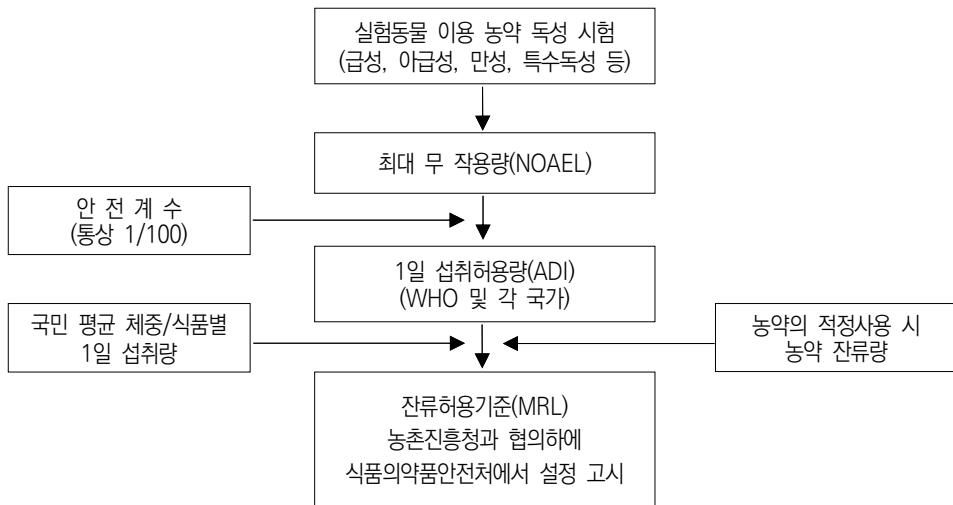 실험동물 이용 농약 독성 시험
(급성, 아급성, 만성, 특수독성 등)
최대 무 작용량(NOAEL)
안 전 계 수
(통상 1/100)
1일 섭취허용량(ADI)
(WHO 및 각 국가)
국민 평균 체중/식품별
1일 섭취량
농약의 적정사용 시
농약 잔류량
잔류허용기준(MRL)
농촌진흥청과 협의하에
식품의약품안전처에서 설정 고시